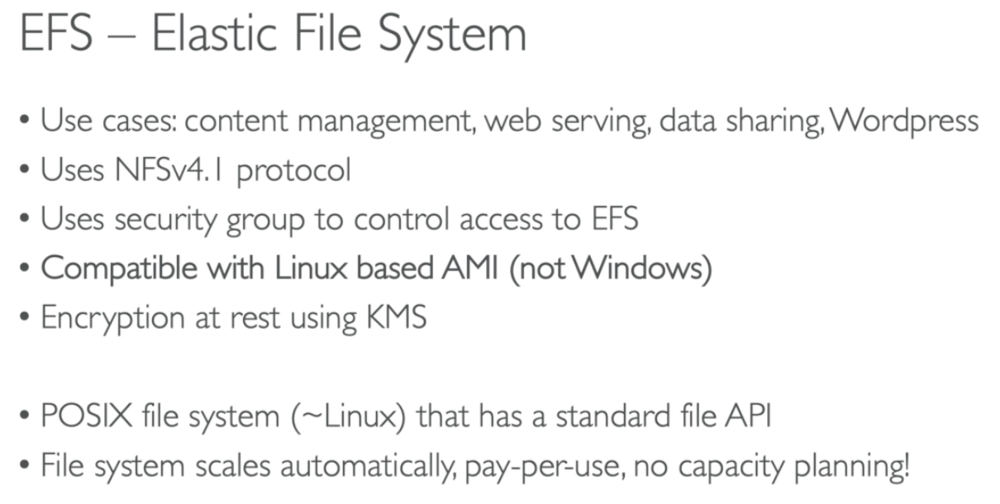 EFS – Elastic File System
• Use cases: content management, web serving, data sharing, Wordpress
• Uses NFSv4.1 protocol
• Uses security group to control access to EFS
• Compatible with Linux based AMI (not Windows)
• Encryption at rest using KMS
• POSIX file system (~Linux) that has a standard file API
• File system scales automatically, pay-per-use, no capacity planning!